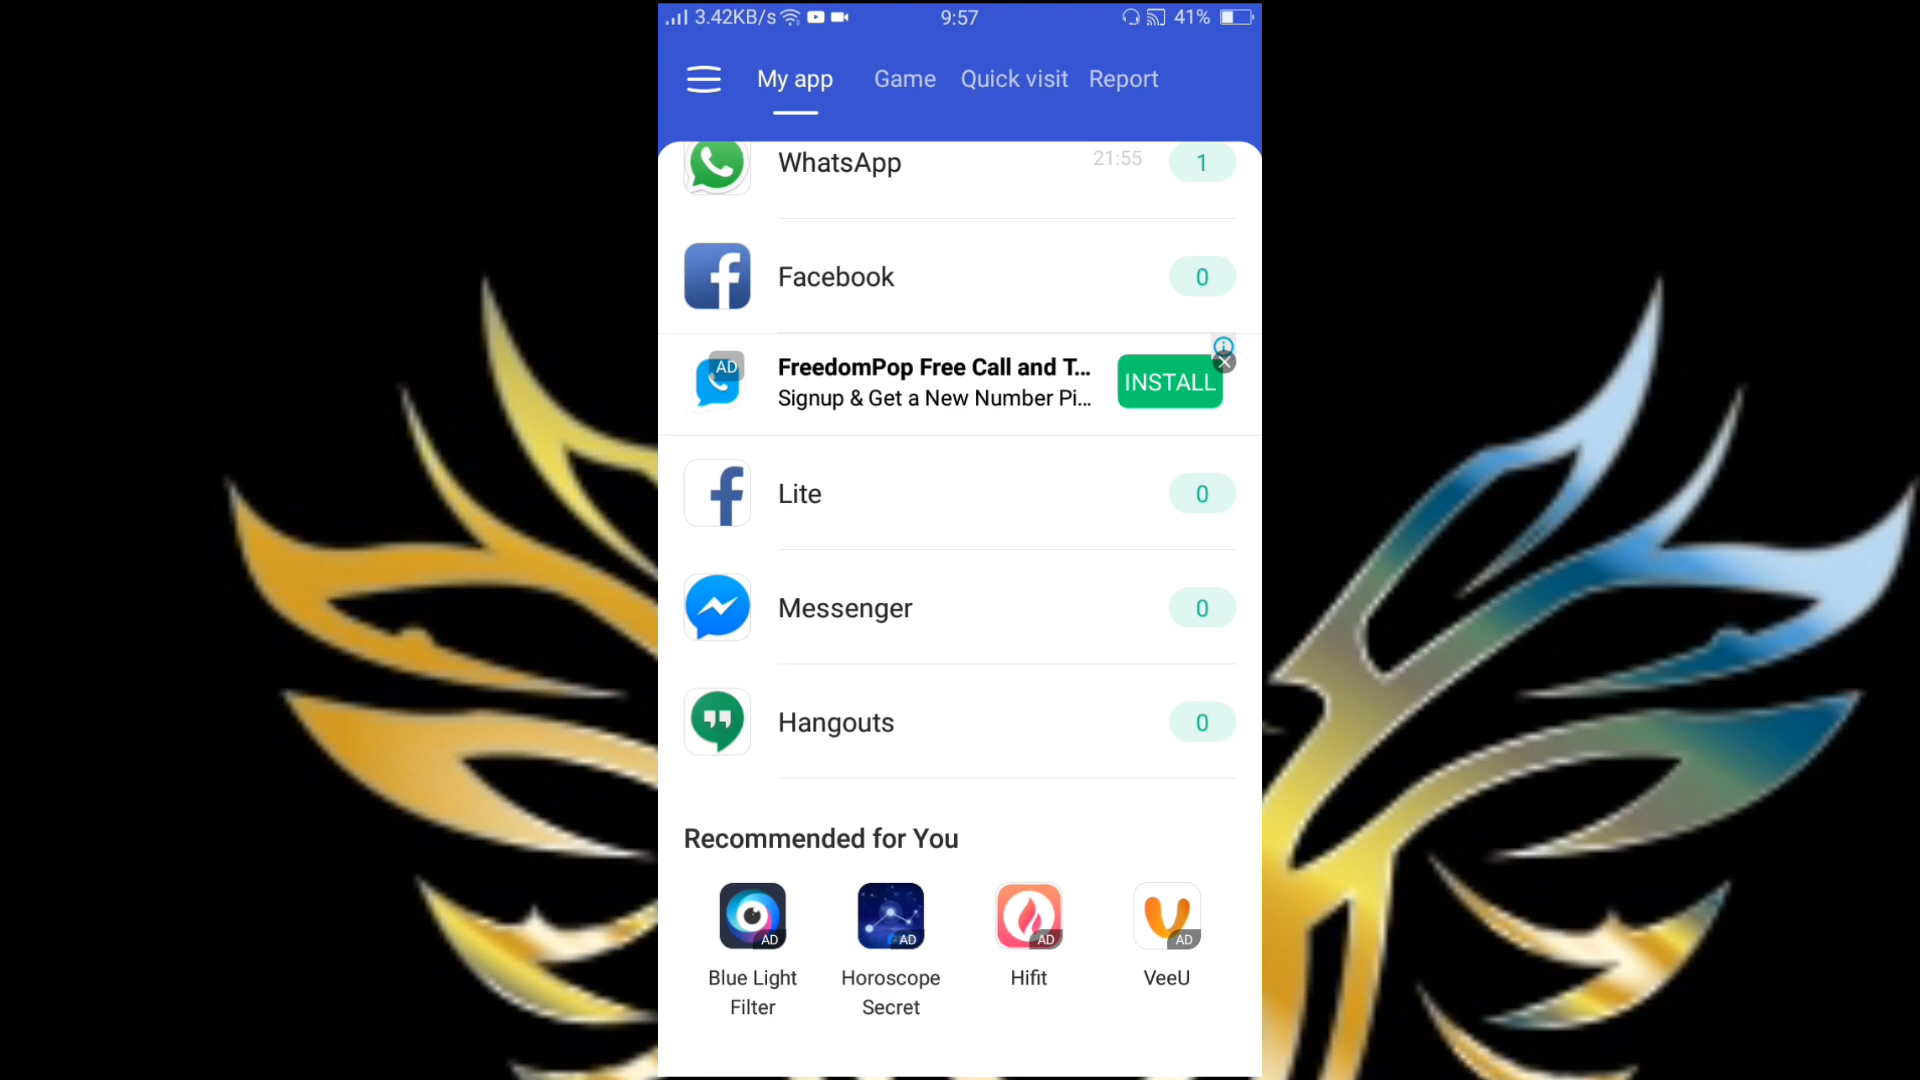 3.42KB/s 9:57 41%
My app Game Quick visit Report
WhatsApp 21:55 1
Facebook 0
AD FreedomPop Free Call and T...
Signup & Get a New Number Pi...
INSTALL
Lite 0
Messenger 0
Hangouts 0
Recommended for You
AD AD AD AD
Blue Light Horoscope Hifit VeeU
Filter Secret